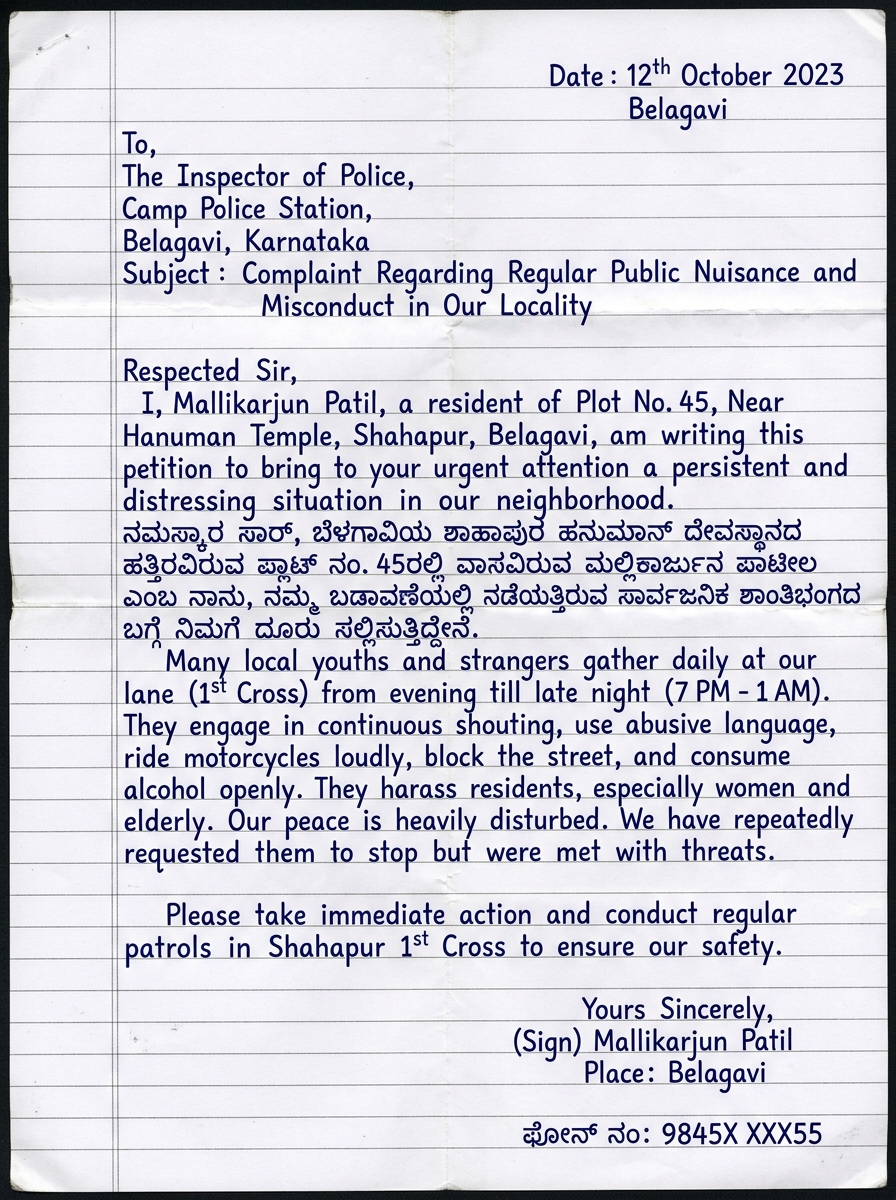 Date: 12th October 2023
Belagavi
To,
The Inspector of Police,
Camp Police Station,
Belagavi, Karnataka
Subject: Complaint Regarding Regular Public Nuisance and
Misconduct in Our Locality
Respected Sir,
I, Mallikarjun Patil, a resident of Plot No. 45, Near
Hanuman Temple, Shahapur, Belagavi, am writing this
petition to bring to your urgent attention a persistent and
distressing situation in our neighborhood.
ನಮಸ್ಕಾರ ಸಾರ್, ಬೆಳಗಾವಿಯ ಶಾಹಾಪುರ ಹನುಮಾನ್ ದೇವಸ್ಥಾನದ
ಹತ್ತಿರವಿರುವ ಪ್ಲಾಟ್ ನಂ. 45ರಲ್ಲಿ ವಾಸವಿರುವ ಮಲ್ಲಿಕಾರ್ಜುನ ಪಾಟೀಲ
ಎಂಬ ನಾನು, ನಮ್ಮ ಬಡಾವಣೆಯಲ್ಲಿ ನಡೆಯುತ್ತಿರುವ ಸಾರ್ವಜನಿಕ ಶಾಂತಿಭಂಗದ
ಬಗ್ಗೆ ನಿಮಗೆ ದೂರು ಸಲ್ಲಿಸುತ್ತಿದ್ದೇನೆ.
Many local youths and strangers gather daily at our
lane (1st Cross) from evening till late night (7 PM - 1 AM).
They engage in continuous shouting, use abusive language,
ride motorcycles loudly, block the street, and consume
alcohol openly. They harass residents, especially women and
elderly. Our peace is heavily disturbed. We have repeatedly
requested them to stop but were met with threats.
Please take immediate action and conduct regular
patrols in Shahapur 1st Cross to ensure our safety.
Yours Sincerely,
(Sign) Mallikarjun Patil
Place: Belagavi
ಫೋನ್ ನಂ: 9845X XXX55